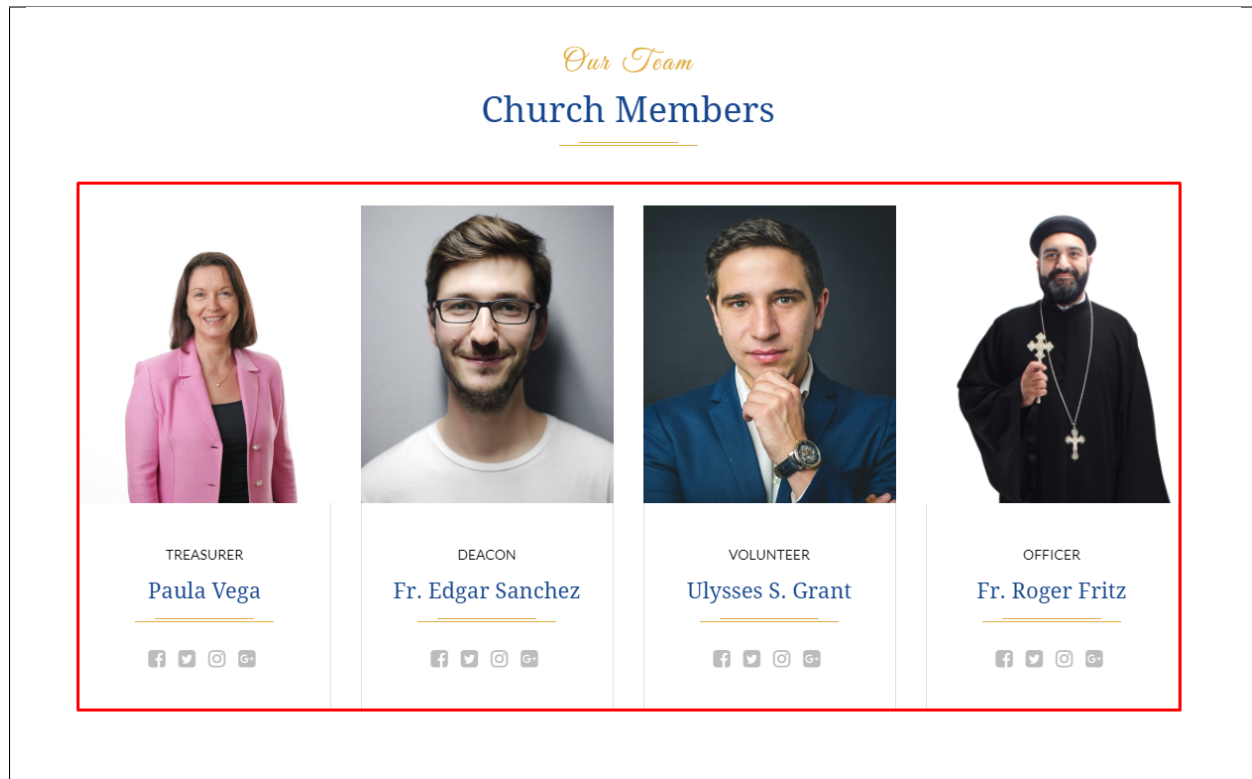 Our Team
Church Members
TREASURER
Paula Vega
DEACON
Fr. Edgar Sanchez
VOLUNTEER
Ulysses S. Grant
OFFICER
Fr. Roger Fritz